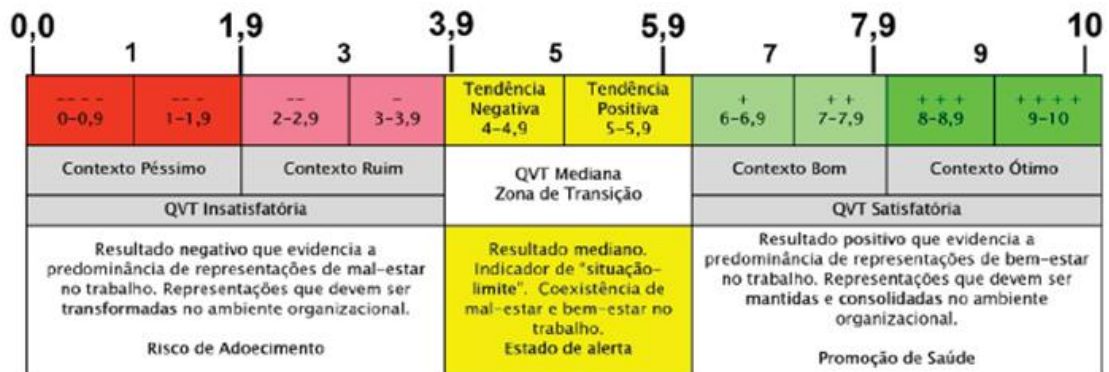 0,0 1,9 3,9 5,9 7,9 10
1 3 5 7 9
-- -- -- - -- - Tendência Negativa 4-4,9 Tendência Positiva 5-5,9 + ++ +++ ++++
0-0,9 1-1,9 2-2,9 3-3,9 6-6,9 7-7,9 8-8,9 9-10
Contexto Péssimo
Contexto Ruim
QVT Mediana
Zona de Transição
Contexto Bom
Contexto Ótimo
QVT Insatisfatória
QVT Satisfatória
Resultado negativo que evidencia a
predominância de representações de mal-estar
no trabalho. Representações que devem ser
transformadas no ambiente organizacional.
Risco de Adoecimento
Resultado mediano.
Indicador de "situação-
limite". Coexistência de
mal-estar e bem-estar no
trabalho.
Estado de alerta
Resultado positivo que evidencia a
predominância de representações de bem-estar
no trabalho. Representações que devem ser
mantidas e consolidadas no ambiente
organizacional.
Promoção de Saúde